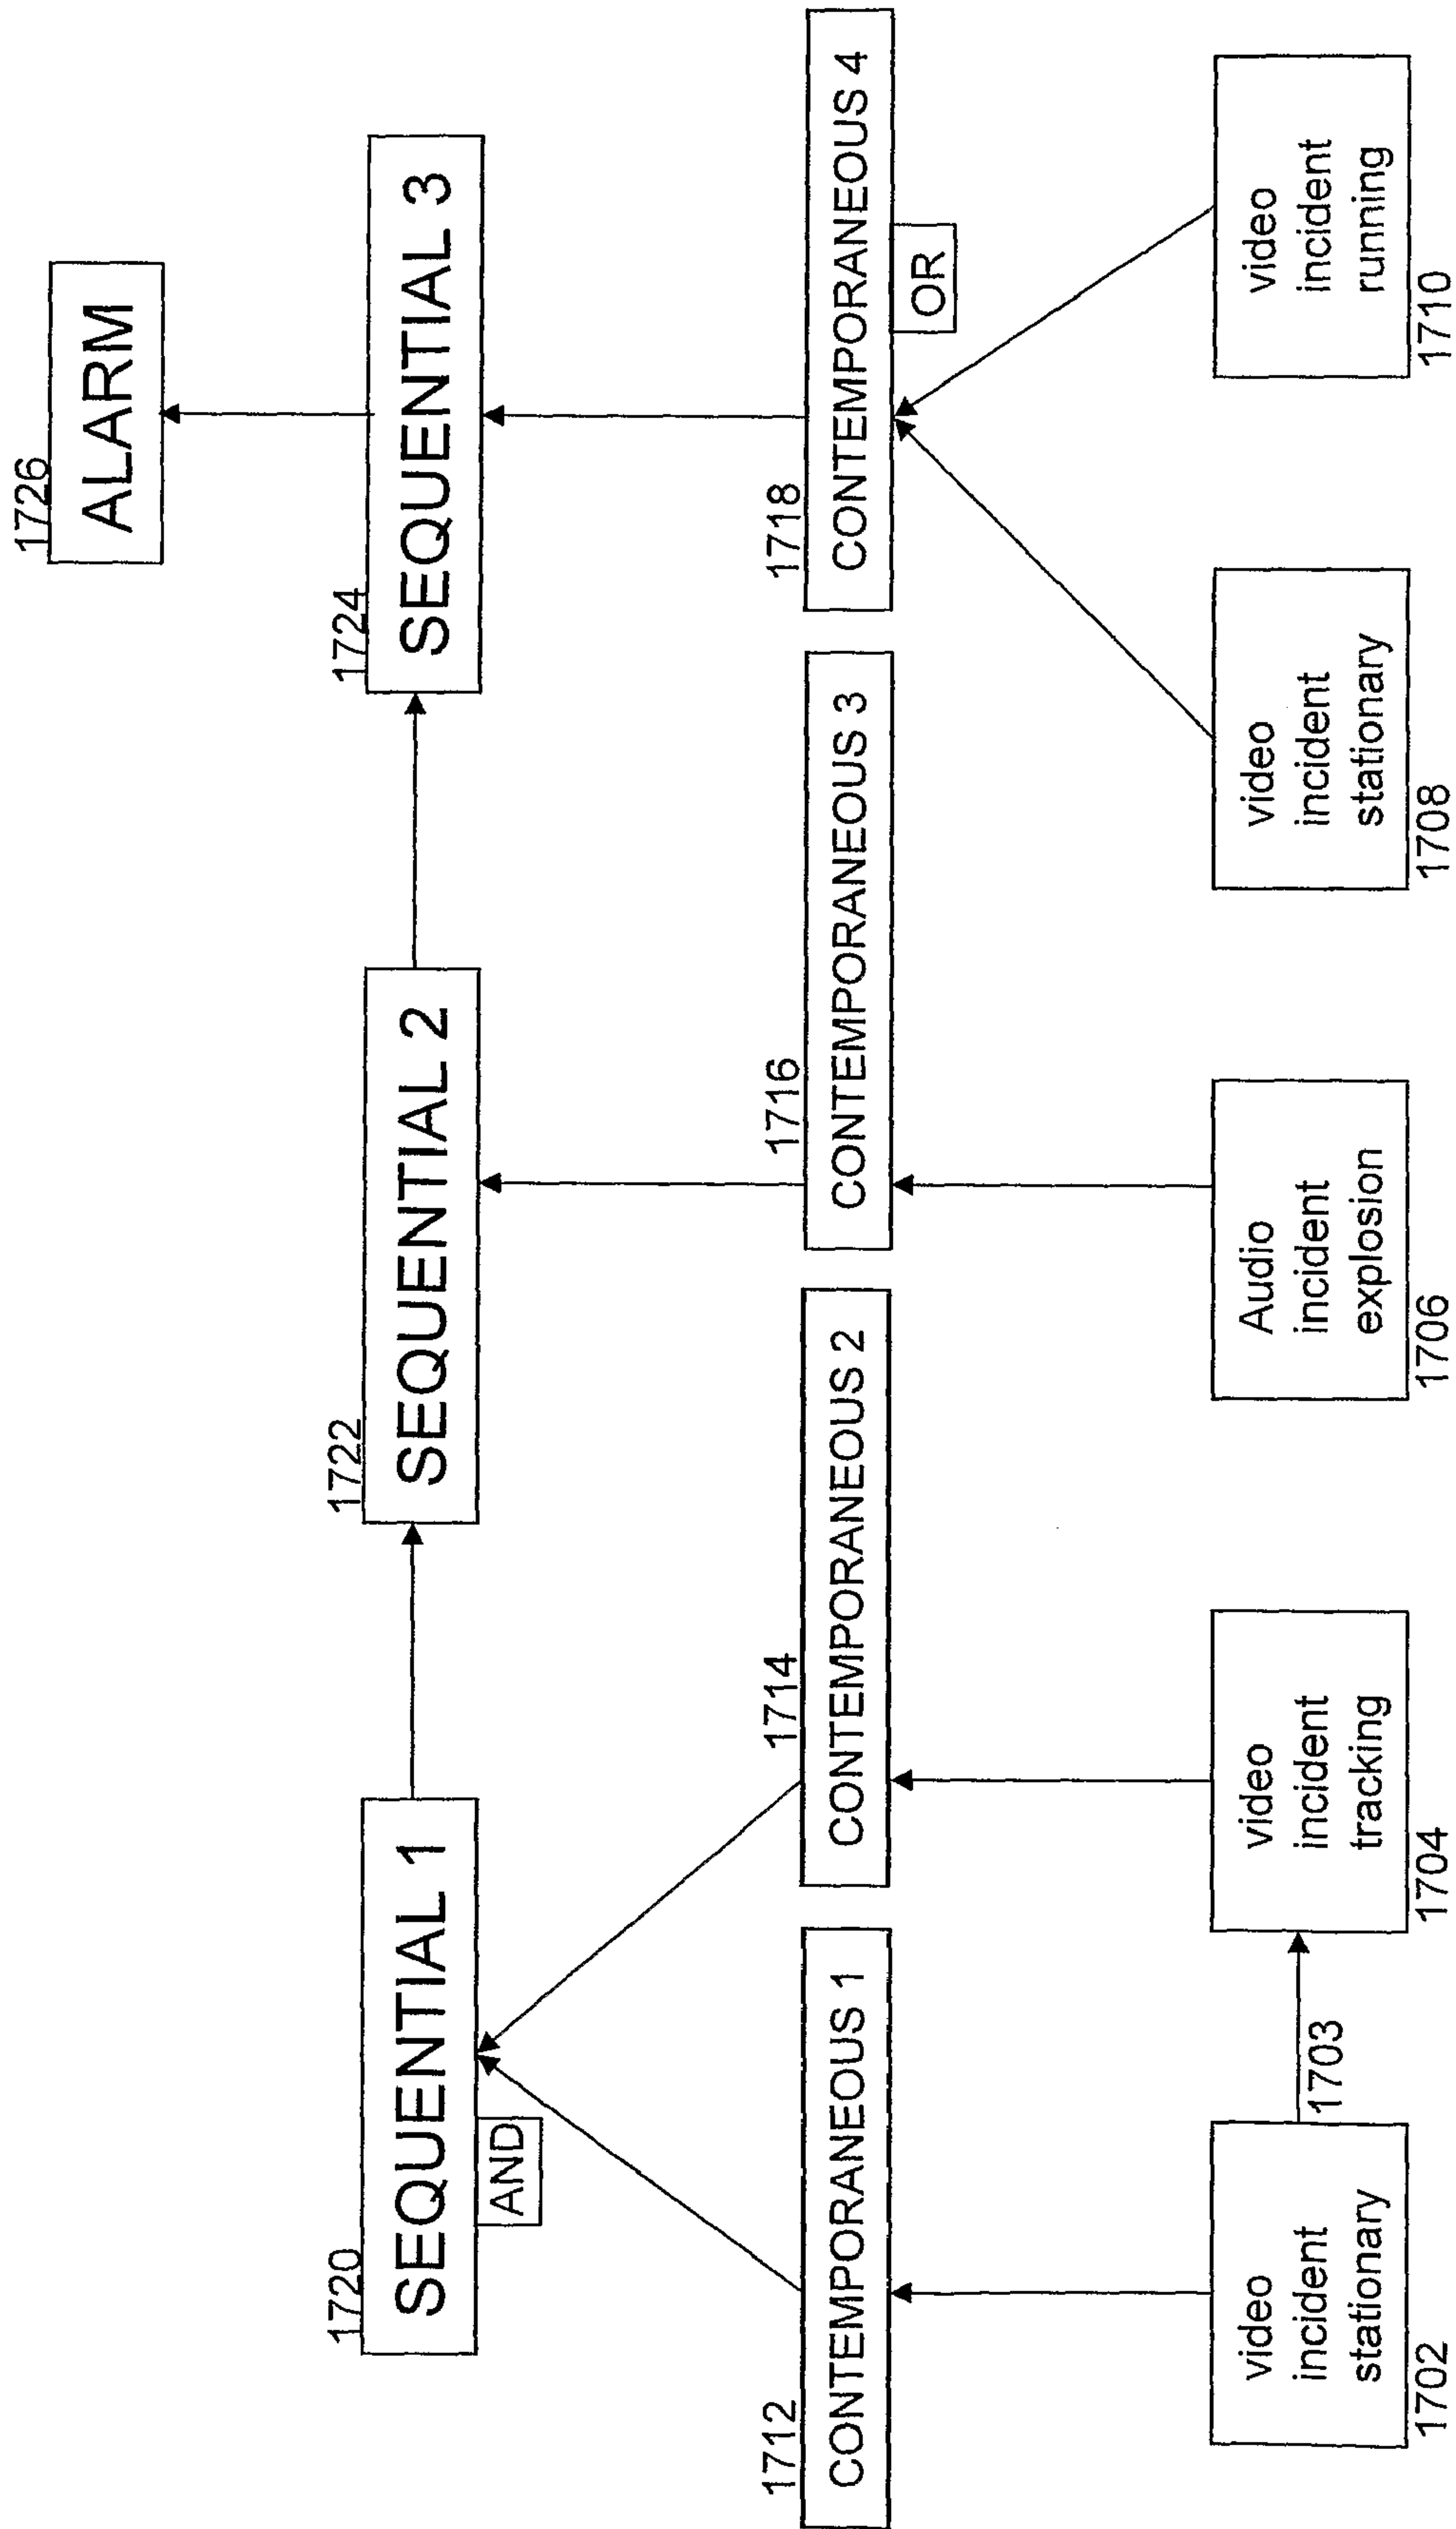 1726
ALARM
1720
SEQUENTIAL 1
AND
1722
SEQUENTIAL 2
1724
SEQUENTIAL 3
1712
CONTEMPORANEOUS 1
1714
CONTEMPORANEOUS 2
1716
CONTEMPORANEOUS 3
1718
CONTEMPORANEOUS 4
OR
video
incident
stationary
1702
1703
video
incident
tracking
1704
Audio
incident
explosion
1706
video
incident
stationary
1708
video
incident
running
1710